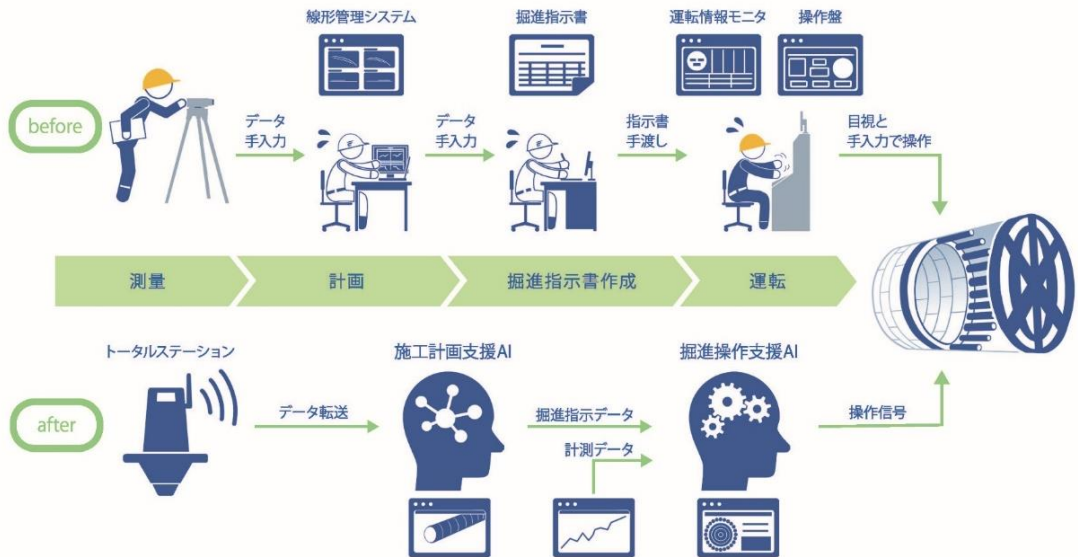 線形管理システム
掘進指示書
運転情報モニタ
操作盤
before
データ
手入力
データ
手入力
指示書
手渡し
目視と
手入力で操作
測量
計画
掘進指示書作成
運転
トータルステーション
施工計画支援AI
掘進操作支援AI
after
データ転送
掘進指示データ
計測データ
操作信号